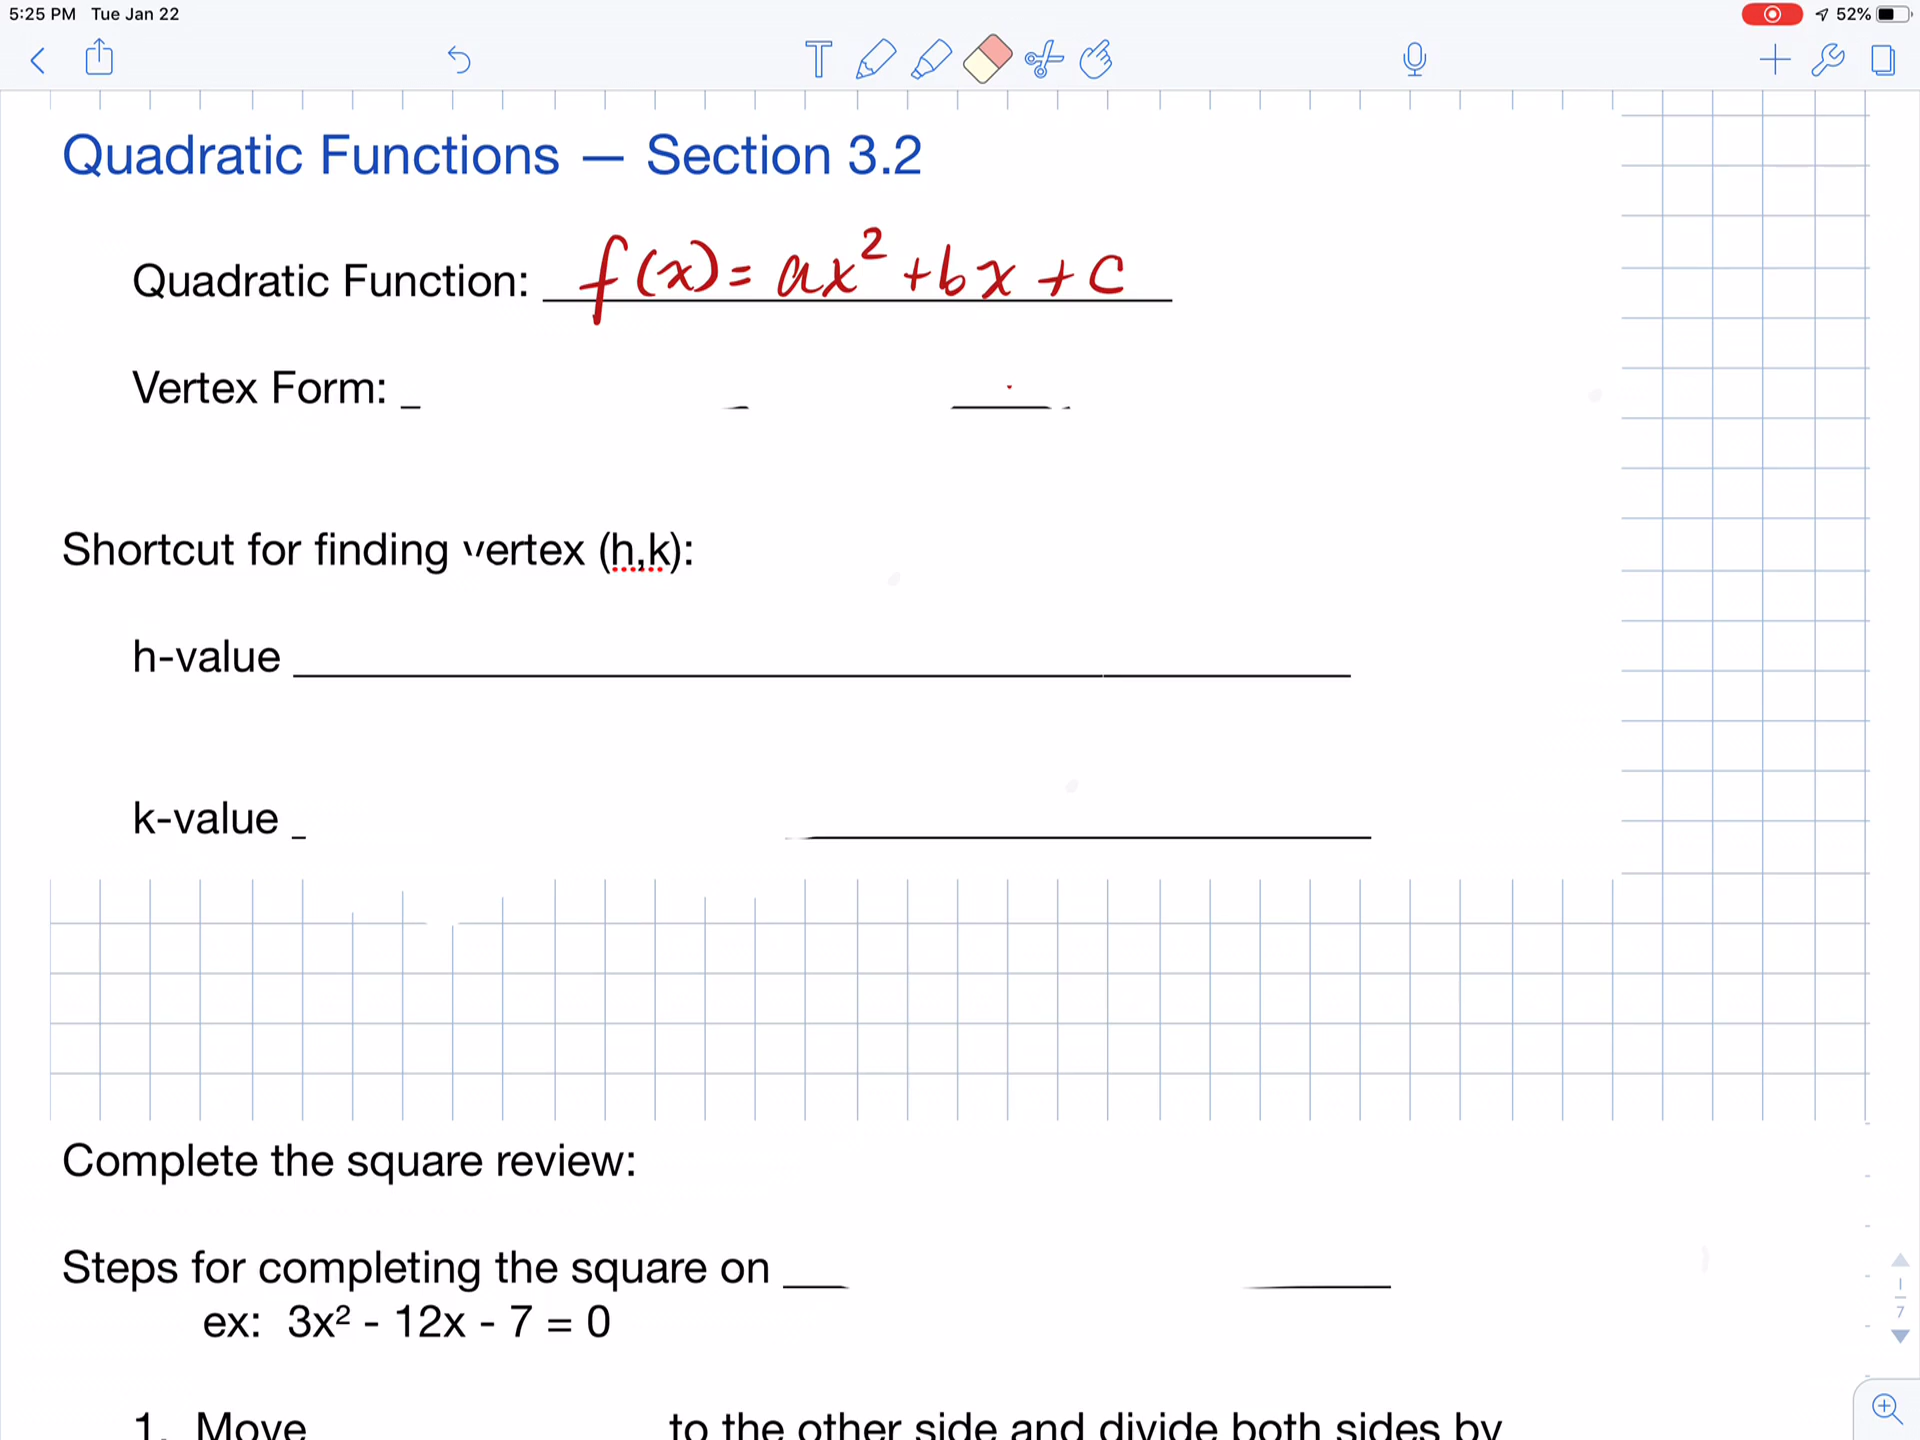 5:25 PM Tue Jan 22 52%
Quadratic Functions — Section 3.2
Quadratic Function: f(x) = ax² + bx + c
Vertex Form:
Shortcut for finding vertex (h,k):
h-value
k-value
Complete the square review:
Steps for completing the square on
ex: 3x² - 12x - 7 = 0
1. Move to the other side and divide both sides by
1
7